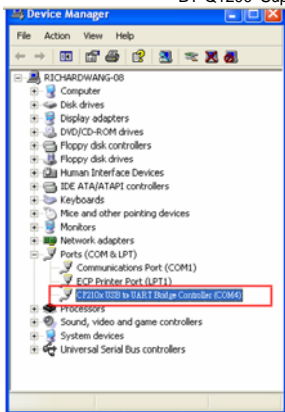 Device Manager
File Action View Help
RICHARDWANG-08
Computer
Disk drives
Display adapters
DVD/CD-ROM drives
Floppy disk controllers
Floppy disk drives
Human Interface Devices
IDE ATA/ATAPI controllers
Keyboards
Mice and other pointing devices
Monitors
Network adapters
Ports (COM & LPT)
Communications Port (COM1)
ECP Printer Port (LPT1)
CP210x USB to UART Bridge Controller (COM4)
Processors
Sound, video and game controllers
System devices
Universal Serial Bus controllers